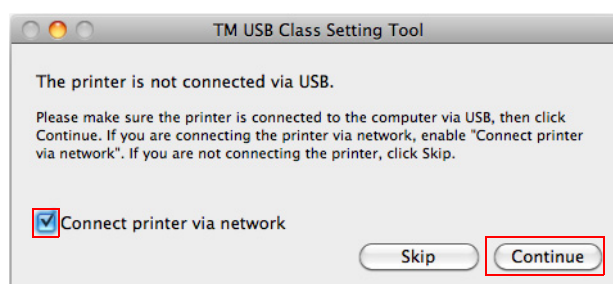 TM USB Class Setting Tool
The printer is not connected via USB.
Please make sure the printer is connected to the computer via USB, then click
Continue. If you are connecting the printer via network, enable "Connect printer
via network". If you are not connecting the printer, click Skip.
Connect printer via network
Skip Continue